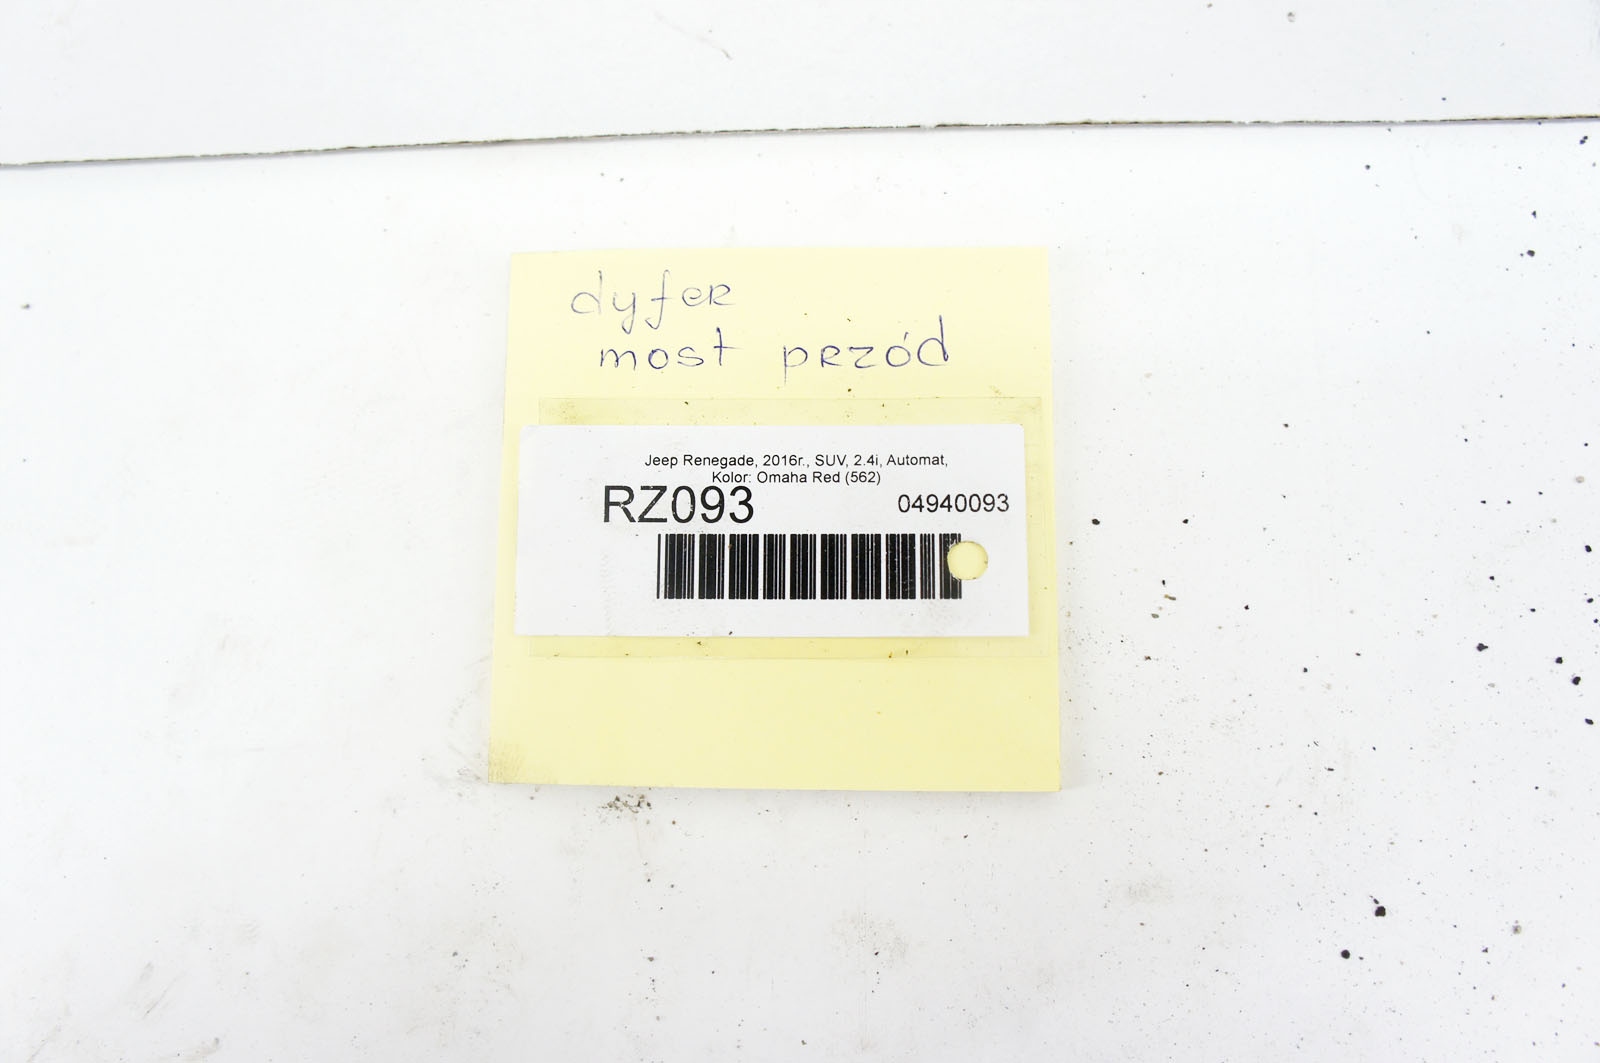 dyfer
most przód
Jeep Renegade, 2016r., SUV, 2.4i, Automat,
Kolor: Omaha Red (562)
RZ093 04940093